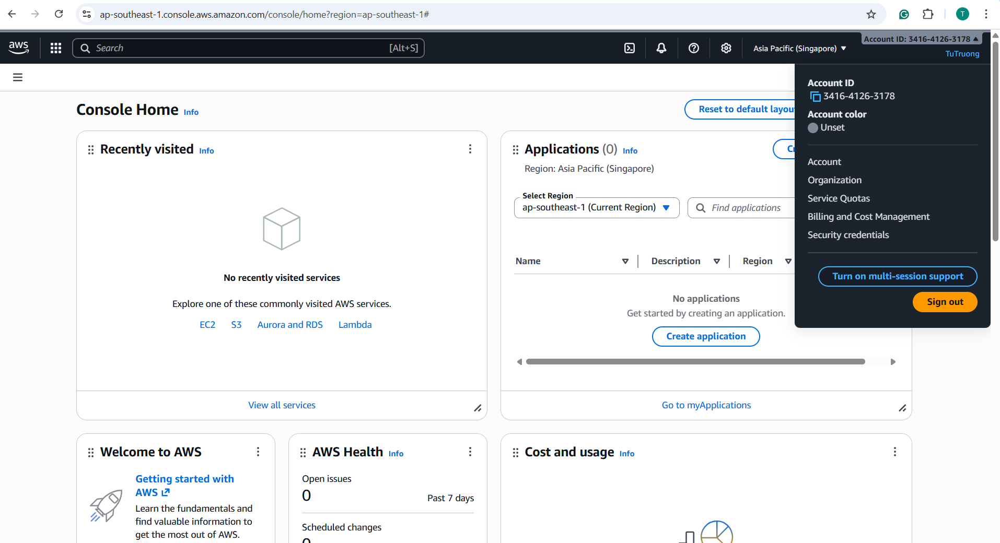 ap-southeast-1.console.aws.amazon.com/console/home?region=ap-southeast-1#
T
aws
Search
[Alt+S]
Asia Pacific (Singapore)
Account ID: 3416-4126-3178
TuTruong
Account ID
3416-4126-3178
Account color
Unset
Account
Organization
Service Quotas
Billing and Cost Management
Security credentials
Turn on multi-session support
Sign out
Console Home Info
Reset to default layou
Recently visited Info
No recently visited services
Explore one of these commonly visited AWS services.
EC2 S3 Aurora and RDS Lambda
View all services
Applications (0) Info
Region: Asia Pacific (Singapore)
Select Region
ap-southeast-1 (Current Region)
Find applications
Name Description Region
No applications
Get started by creating an application.
Create application
Go to myApplications
Welcome to AWS
Getting started with
AWS
Learn the fundamentals and
find valuable information to
get the most out of AWS.
AWS Health Info
Open issues
0
Past 7 days
Scheduled changes
Cost and usage Info